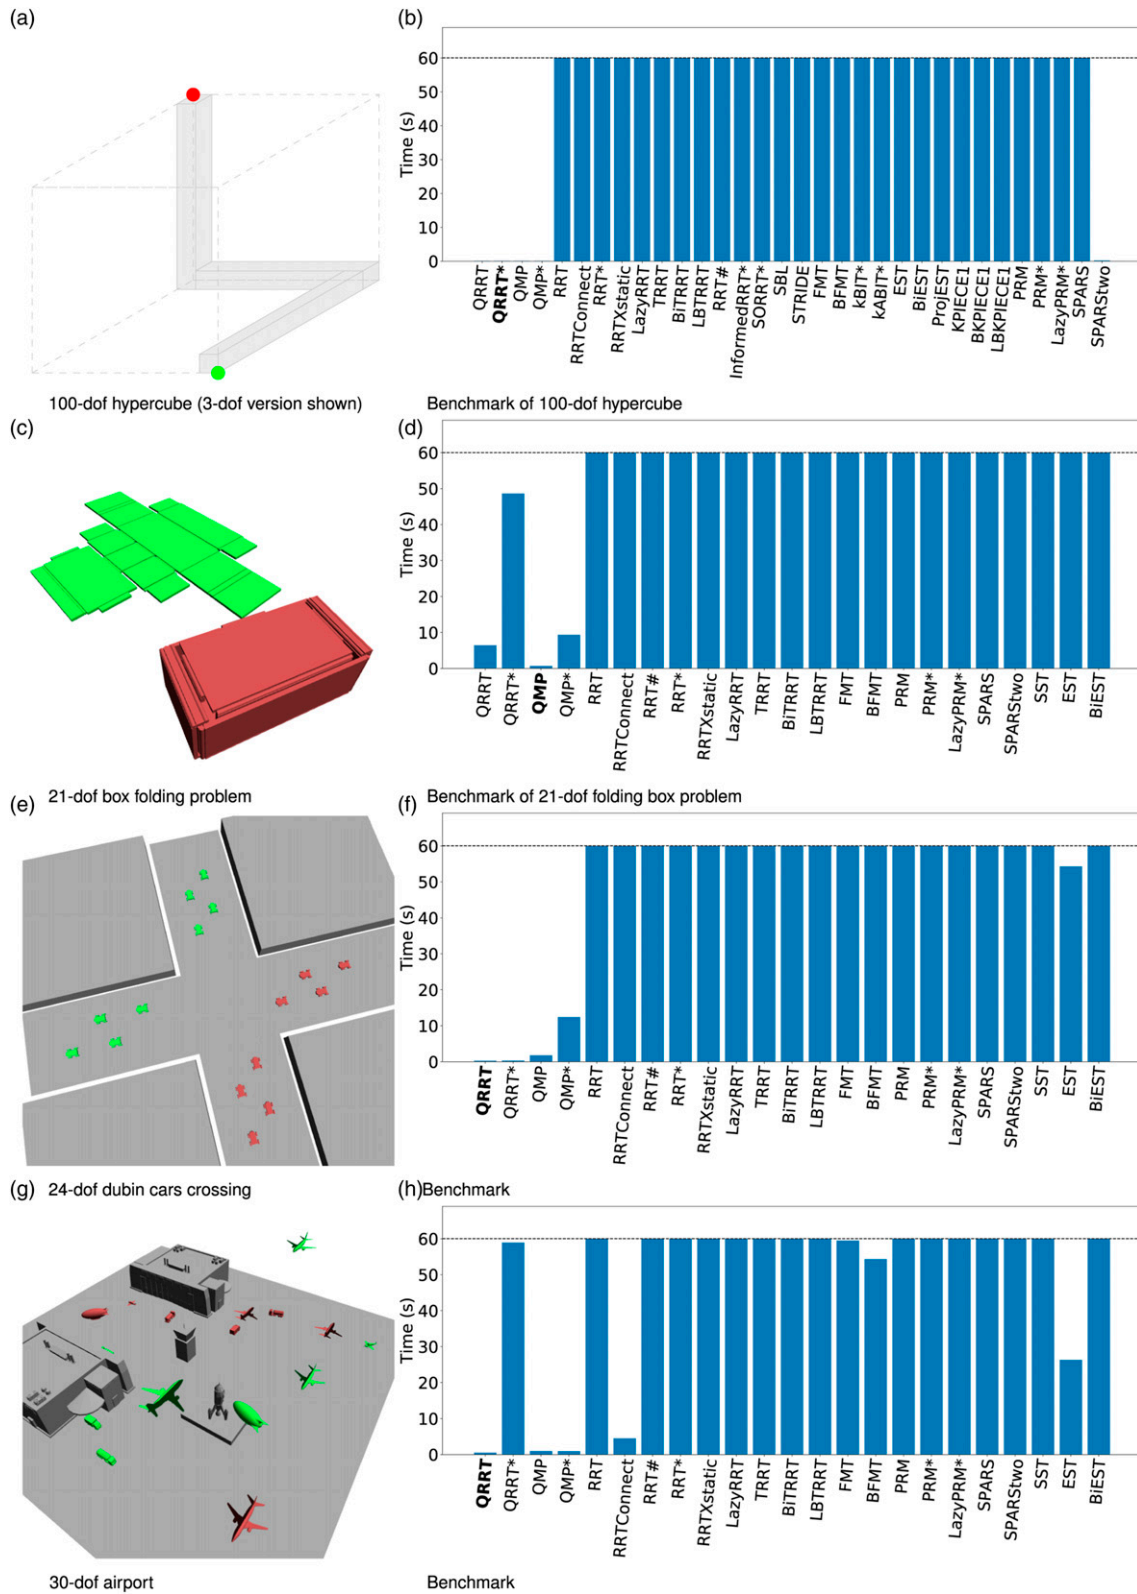 (a)
(b)
Time (s)
60
50
40
30
20
10
0
QRRT
QRRT*
QMP
QMP*
RRT
RRTConnect
RRT*
RRTXstatic
LazyRRT
TRRT
BiTRRT
LBTRRT
RRT#
InformedRRT*
SORRT*
SBL
STRIDE
FMT
BFMT
kBIT*
kABIT*
EST
BiEST
ProjEST
KPIECE1
BKPIECE1
LBKPIECE1
PRM
PRM*
LazyPRM*
SPARS
SPARStwo
100-dof hypercube (3-dof version shown)
Benchmark of 100-dof hypercube
(c)
(d)
Time (s)
60
50
40
30
20
10
0
QRRT
QRRT*
QMP
QMP*
RRT
RRTConnect
RRT#
RRT*
RRTXstatic
LazyRRT
TRRT
BiTRRT
LBTRRT
FMT
BFMT
PRM
PRM*
LazyPRM*
SPARS
SPARStwo
SST
EST
BiEST
21-dof box folding problem
Benchmark of 21-dof folding box problem
(e)
(f)
Time (s)
60
50
40
30
20
10
0
QRRT
QRRT*
QMP
QMP*
RRT
RRTConnect
RRT#
RRT*
RRTXstatic
LazyRRT
TRRT
BiTRRT
LBTRRT
FMT
BFMT
PRM
PRM*
LazyPRM*
SPARS
SPARStwo
SST
EST
BiEST
24-dof dubin cars crossing
Benchmark
(g)
(h)
Time (s)
60
50
40
30
20
10
0
QRRT
QRRT*
QMP
QMP*
RRT
RRTConnect
RRT#
RRT*
RRTXstatic
LazyRRT
TRRT
BiTRRT
LBTRRT
FMT
BFMT
PRM
PRM*
LazyPRM*
SPARS
SPARStwo
SST
EST
BiEST
30-dof airport
Benchmark